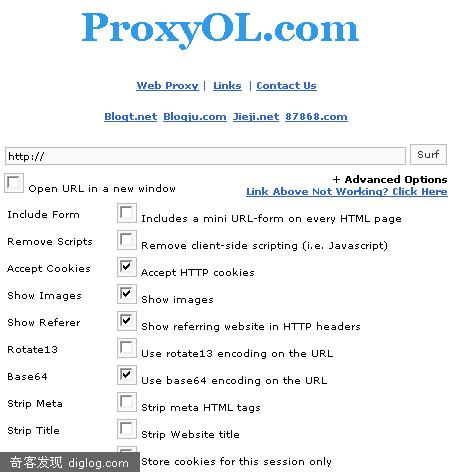 ProxyOL.com
Web Proxy | Links | Contact Us
Blogt.net Blogju.com Jieji.net 87868.com
http:// Surf
Open URL in a new window
+ Advanced Options
Link Above Not Working? Click Here
Include Form Includes a mini URL-form on every HTML page
Remove Scripts Remove client-side scripting (i.e. Javascript)
Accept Cookies Accept HTTP cookies
Show Images Show images
Show Referer Show referring website in HTTP headers
Rotate13 Use rotate13 encoding on the URL
Base64 Use base64 encoding on the URL
Strip Meta Strip meta HTML tags
Strip Title Strip Website title
Store cookies for this session only
奇客发现 diglog.com